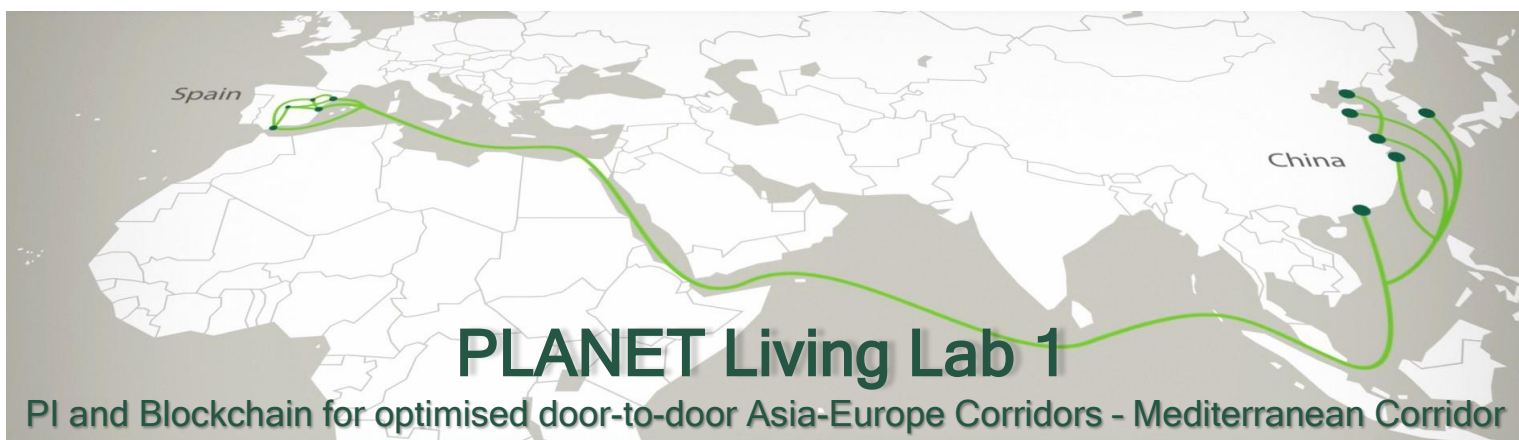 Spain
China
PLANET Living Lab 1
PI and Blockchain for optimised door-to-door Asia-Europe Corridors - Mediterranean Corridor